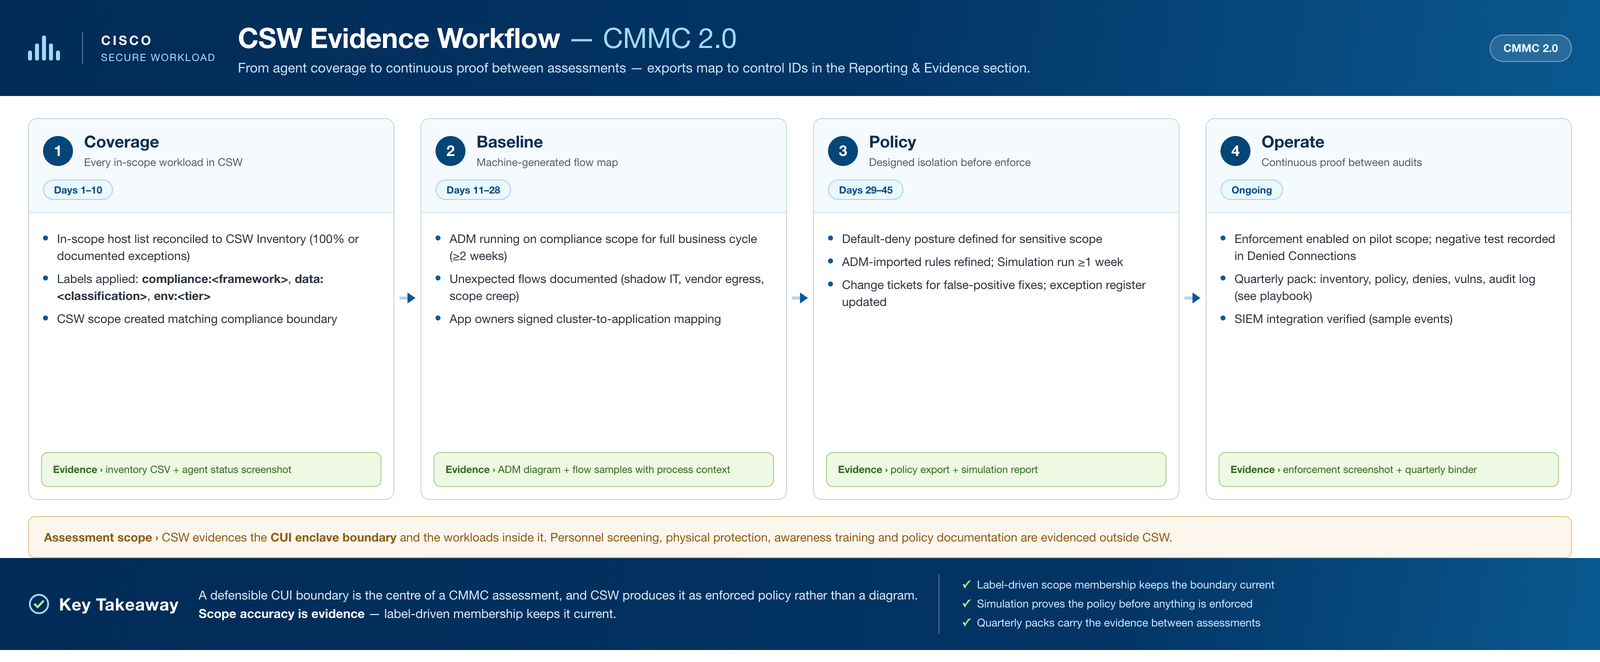 CISCO
SECURE WORKLOAD
CSW Evidence Workflow — CMMC 2.0
From agent coverage to continuous proof between assessments — exports map to control IDs in the Reporting & Evidence section.
CMMC 2.0
1
Coverage
Every in-scope workload in CSW
Days 1–10
• In-scope host list reconciled to CSW Inventory (100% or
documented exceptions)
• Labels applied: compliance:<framework>, data:
<classification>, env:<tier>
• CSW scope created matching compliance boundary
Evidence › inventory CSV + agent status screenshot
2
Baseline
Machine-generated flow map
Days 11–28
• ADM running on compliance scope for full business cycle
(≥2 weeks)
• Unexpected flows documented (shadow IT, vendor egress,
scope creep)
• App owners signed cluster-to-application mapping
Evidence › ADM diagram + flow samples with process context
3
Policy
Designed isolation before enforce
Days 29–45
• Default-deny posture defined for sensitive scope
• ADM-imported rules refined; Simulation run ≥1 week
• Change tickets for false-positive fixes; exception register
updated
Evidence › policy export + simulation report
4
Operate
Continuous proof between audits
Ongoing
• Enforcement enabled on pilot scope; negative test recorded
in Denied Connections
• Quarterly pack: inventory, policy, denies, vulns, audit log
(see playbook)
• SIEM integration verified (sample events)
Evidence › enforcement screenshot + quarterly binder
Assessment scope › CSW evidences the CUI enclave boundary and the workloads inside it. Personnel screening, physical protection, awareness training and policy documentation are evidenced outside CSW.
Key Takeaway
A defensible CUI boundary is the centre of a CMMC assessment, and CSW produces it as enforced policy rather than a diagram.
Scope accuracy is evidence — label-driven membership keeps it current.
✓ Label-driven scope membership keeps the boundary current
✓ Simulation proves the policy before anything is enforced
✓ Quarterly packs carry the evidence between assessments